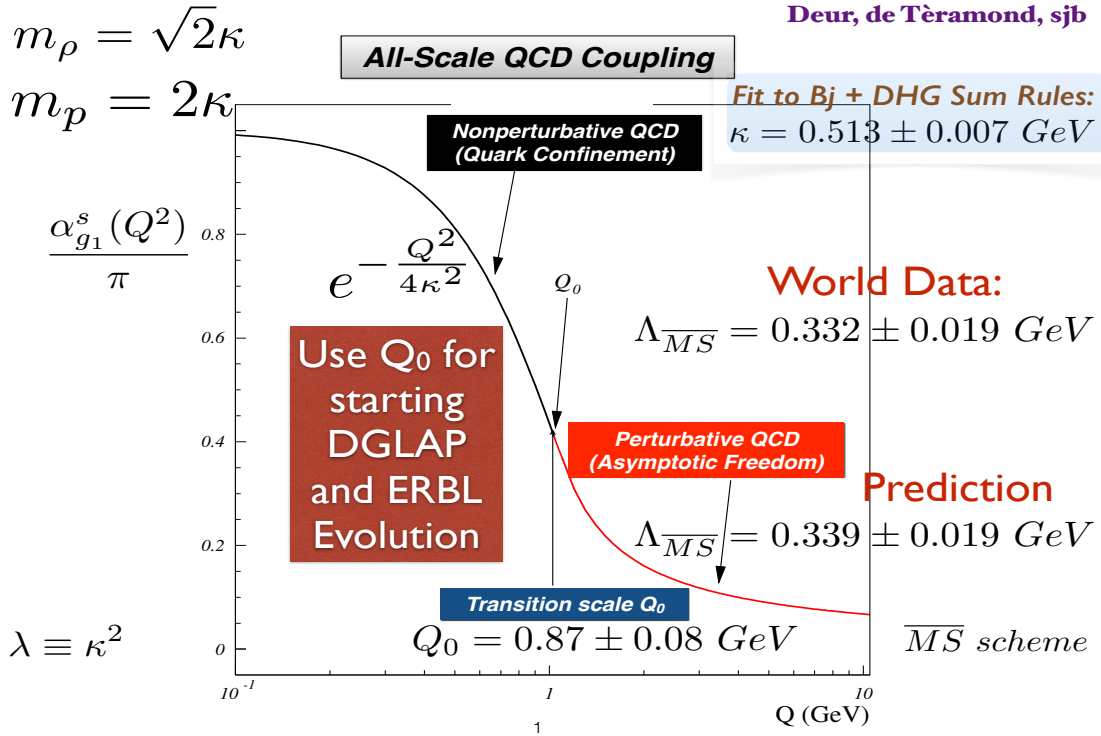 Deur, de Tèramond, sjb
m_ρ = √2κ
m_p = 2κ
All-Scale QCD Coupling
Fit to Bj + DHG Sum Rules:
κ = 0.513 ± 0.007 GeV
Nonperturbative QCD
(Quark Confinement)
α^s_{g_1}(Q^2)
π
0.8
e^{-Q^2/4κ^2}
Q_0
World Data:
Λ_{\overline{MS}} = 0.332 ± 0.019 GeV
0.6
Use Q_0 for
starting
DGLAP
and ERBL
Evolution
0.4
Perturbative QCD
(Asymptotic Freedom)
Prediction
Λ_{\overline{MS}} = 0.339 ± 0.019 GeV
0.2
Transition scale Q_0
Q_0 = 0.87 ± 0.08 GeV
λ ≡ κ^2
0
\overline{MS} scheme
10^{-1} 1 10
Q (GeV)
1